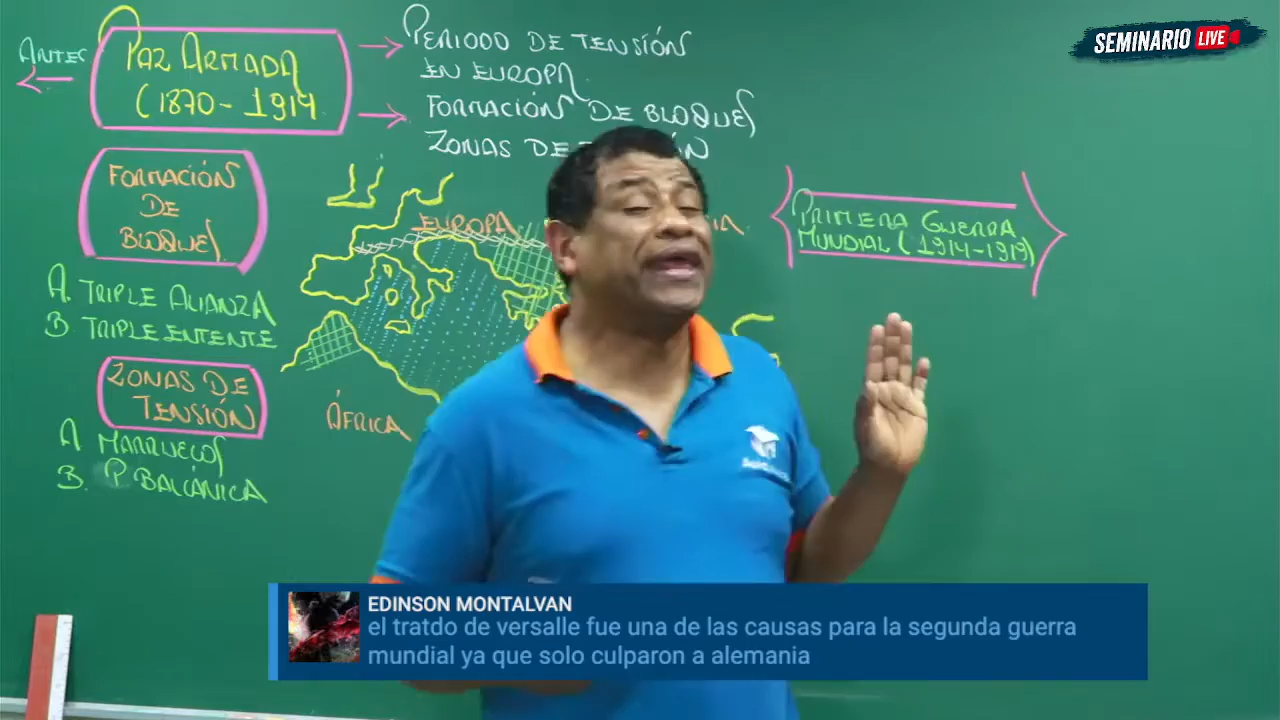 SEMINARIO LIVE
ANTES
PAZ ARMADA
(1870-1914
PERIODO DE TENSIÓN
EN EUROPA
FORMACIÓN DE BLOQUES
ZONAS DE
FORMACIÓN
DE
BLOQUES
A. TRIPLE ALIANZA
B. TRIPLE ENTENTE
ZONAS DE
TENSIÓN
A MARRUECOS
B. P BALCÁNICA
EUROPA
ÁFRICA
PRIMERA GUERRA
MUNDIAL (1914-1919)
EDINSON MONTALVAN
el tratdo de versalle fue una de las causas para la segunda guerra
mundial ya que solo culparon a alemania